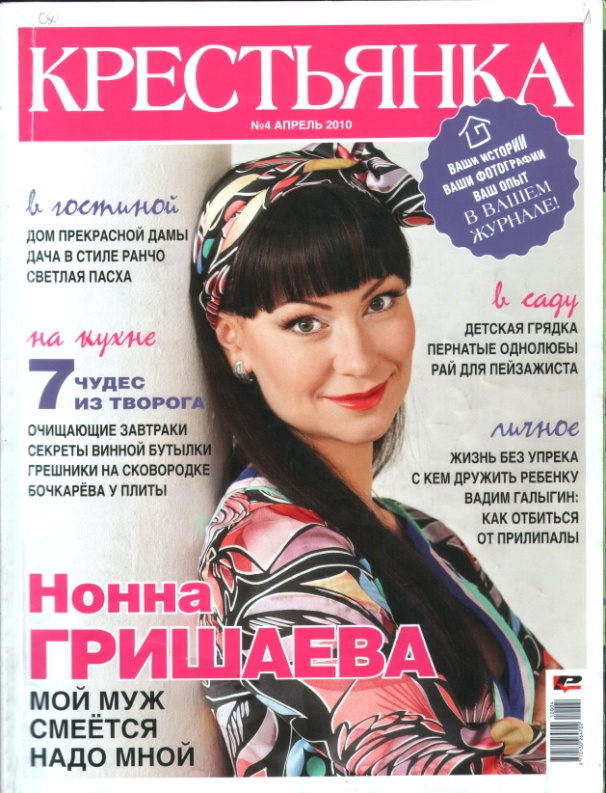 КРЕСТЬЯНКА
№4 АПРЕЛЬ 2010
ВАШИ ИСТОРИИ
ВАШИ ФОТОГРАФИИ
ВАШ ОПЫТ
В ВАШЕМ
ЖУРНАЛЕ!
в гостиной
ДОМ ПРЕКРАСНОЙ ДАМЫ
ДАЧА В СТИЛЕ РАНЧО
СВЕТЛАЯ ПАСХА
на кухне
7 ЧУДЕС
ИЗ ТВОРОГА
ОЧИЩАЮЩИЕ ЗАВТРАКИ
СЕКРЕТЫ ВИННОЙ БУТЫЛКИ
ГРЕШНИКИ НА СКОВОРОДКЕ
БОЧКАРЁВА У ПЛИТЫ
в саду
ДЕТСКАЯ ГРЯДКА
ПЕРНАТЫЕ ОДНОЛЮБЫ
РАЙ ДЛЯ ПЕЙЗАЖИСТА
личное
ЖИЗНЬ БЕЗ УПРЕКА
С КЕМ ДРУЖИТЬ РЕБЕНКУ
ВАДИМ ГАЛЫГИН:
КАК ОТБИТЬСЯ
ОТ ПРИЛИПАЛЫ
Нонна
ГРИШАЕВА
МОЙ МУЖ
СМЕЁТСЯ
НАДО МНОЙ